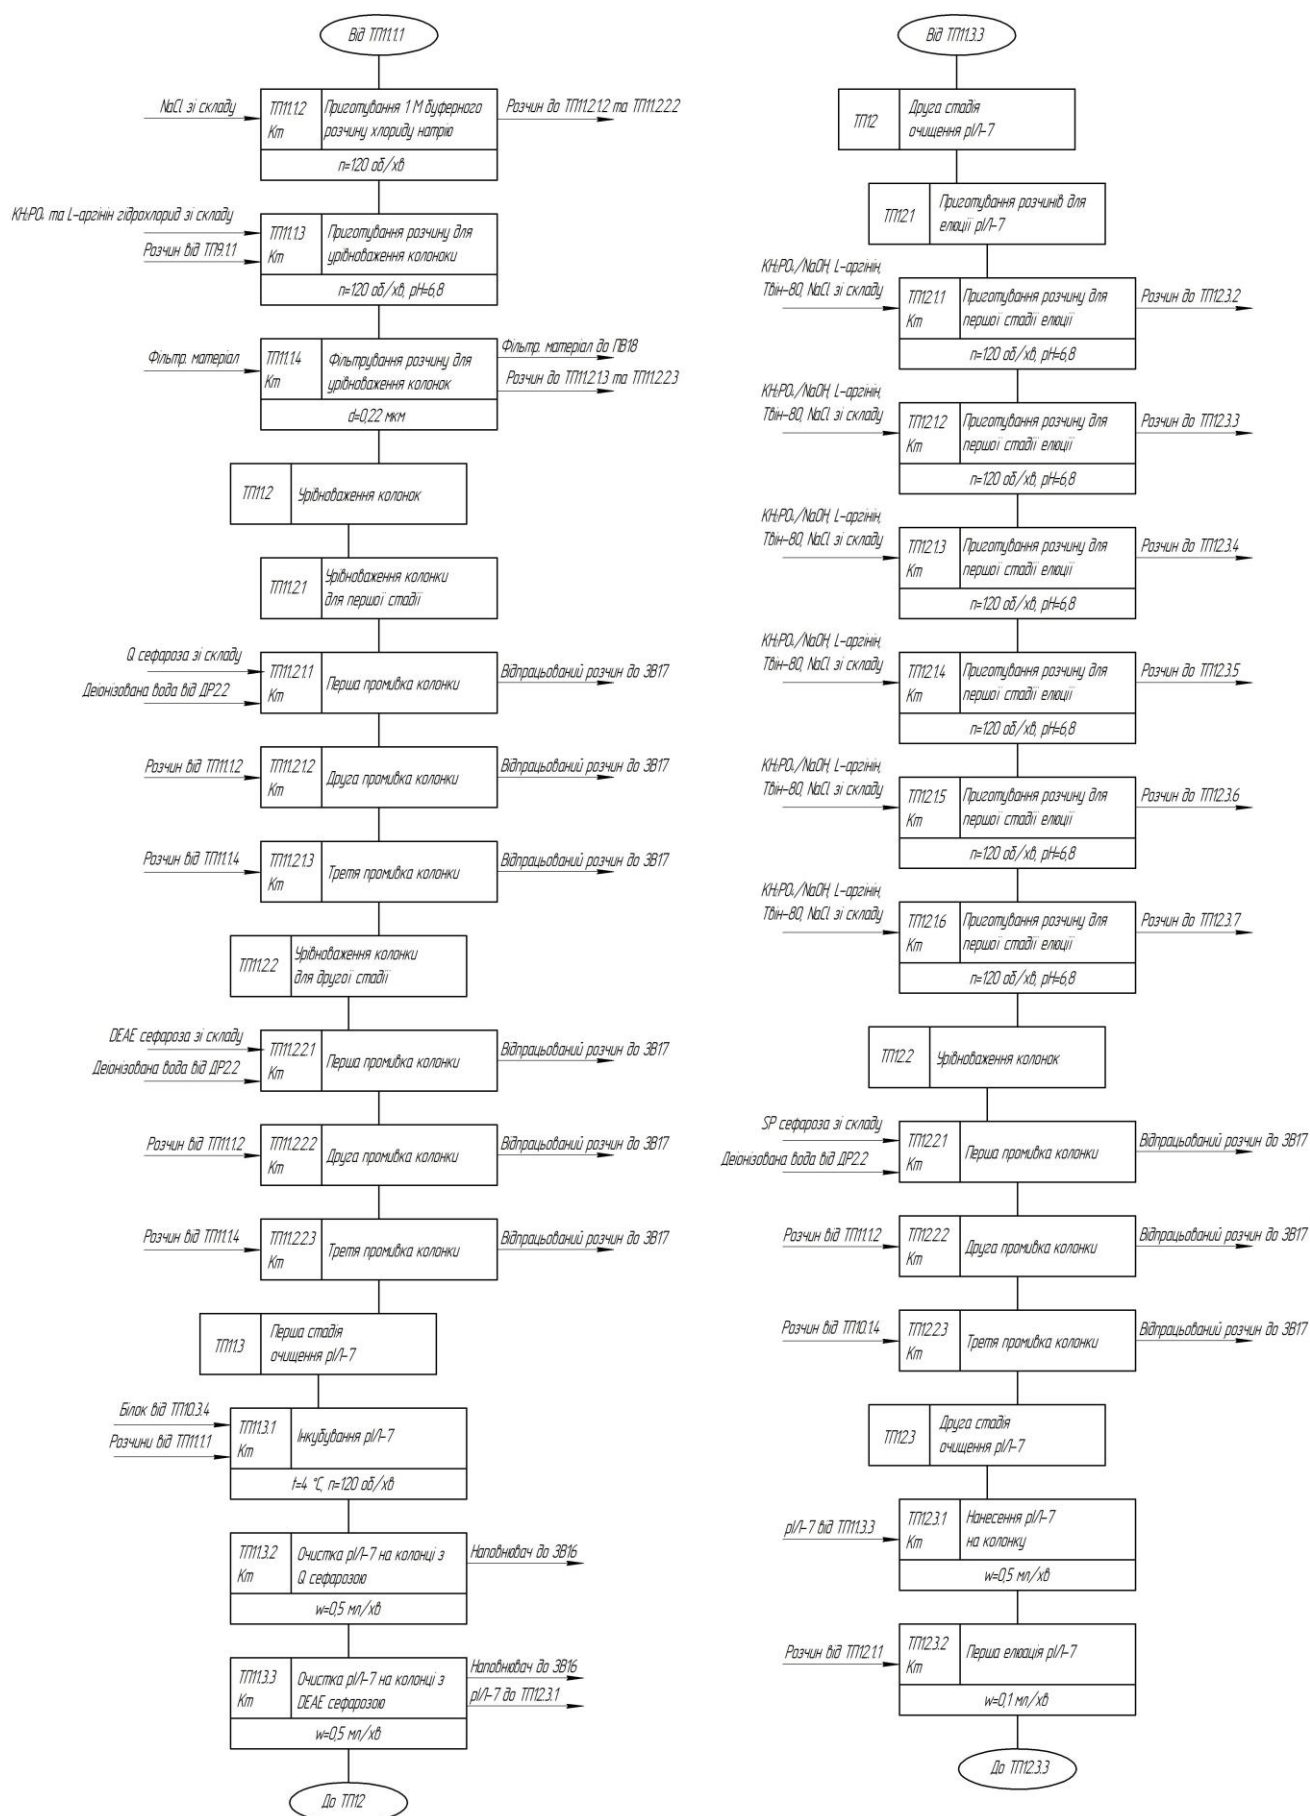 Від ТП11.1.1
NaCl зі складу
ТП11.1.2
Км
Приготування 1 М буферного
розчину хлориду натрію
n=120 об/хв
Розчин до ТП11.2.1.2 та ТП11.2.2.2
KH₂PO₄ та L-аргінін гідрохлорид зі складу
Розчин від ТП9.1.1
ТП11.1.3
Км
Приготування розчину для
урівноваження колоноки
n=120 об/хв, pH=6,8
Фільтр. матеріал
ТП11.1.4
Км
Фільтрування розчину для
урівноваження колонок
d=0,22 мкм
Фільтр. матеріал до ПВ18
Розчин до ТП11.2.1.3 та ТП11.2.2.3
ТП11.2
Урівноваження колонок
ТП11.2.1
Урівноваження колонки
для першої стадії
Q сефароза зі складу
Деіонізована вода від ДР2.2
ТП11.2.1.1
Км
Перша промивка колонки
Відпрацьований розчин до ЗВ17
Розчин від ТП11.1.2
ТП11.2.1.2
Км
Друга промивка колонки
Відпрацьований розчин до ЗВ17
Розчин від ТП11.1.4
ТП11.2.1.3
Км
Третя промивка колонки
Відпрацьований розчин до ЗВ17
ТП11.2.2
Урівноваження колонки
для другої стадії
DEAE сефароза зі складу
Деіонізована вода від ДР2.2
ТП11.2.2.1
Км
Перша промивка колонки
Відпрацьований розчин до ЗВ17
Розчин від ТП11.1.2
ТП11.2.2.2
Км
Друга промивка колонки
Відпрацьований розчин до ЗВ17
Розчин від ТП11.1.4
ТП11.2.2.3
Км
Третя промивка колонки
Відпрацьований розчин до ЗВ17
ТП11.3
Перша стадія
очищення рІЛ-7
Білок від ТП10.3.4
Розчини від ТП11.1.1
ТП11.3.1
Км
Інкубування рІЛ-7
t=4 °C, n=120 об/хв
ТП11.3.2
Км
Очистка рІЛ-7 на колонці з
Q сефарозою
w=0,5 мл/хв
Наповнювач до ЗВ16
ТП11.3.3
Км
Очистка рІЛ-7 на колонці з
DEAE сефарозою
w=0,5 мл/хв
Наповнювач до ЗВ16
рІЛ-7 до ТП12.3.1
До ТП12
Від ТП11.3.3
ТП12
Друга стадія
очищення рІЛ-7
ТП12.1
Приготування розчинів для
елюції рІЛ-7
KH₂PO₄/NaOH, L-аргінін,
Твін-80, NaCl зі складу
ТП12.1.1
Км
Приготування розчину для
першої стадії елюції
n=120 об/хв, pH=6,8
Розчин до ТП12.3.2
KH₂PO₄/NaOH, L-аргінін,
Твін-80, NaCl зі складу
ТП12.1.2
Км
Приготування розчину для
першої стадії елюції
n=120 об/хв, pH=6,8
Розчин до ТП12.3.3
KH₂PO₄/NaOH, L-аргінін,
Твін-80, NaCl зі складу
ТП12.1.3
Км
Приготування розчину для
першої стадії елюції
n=120 об/хв, pH=6,8
Розчин до ТП12.3.4
KH₂PO₄/NaOH, L-аргінін,
Твін-80, NaCl зі складу
ТП12.1.4
Км
Приготування розчину для
першої стадії елюції
n=120 об/хв, pH=6,8
Розчин до ТП12.3.5
KH₂PO₄/NaOH, L-аргінін,
Твін-80, NaCl зі складу
ТП12.1.5
Км
Приготування розчину для
першої стадії елюції
n=120 об/хв, pH=6,8
Розчин до ТП12.3.6
KH₂PO₄/NaOH, L-аргінін,
Твін-80, NaCl зі складу
ТП12.1.6
Км
Приготування розчину для
першої стадії елюції
n=120 об/хв, pH=6,8
Розчин до ТП12.3.7
ТП12.2
Урівноваження колонок
SP сефароза зі складу
Деіонізована вода від ДР2.2
ТП12.2.1
Км
Перша промивка колонки
Відпрацьований розчин до ЗВ17
Розчин від ТП11.1.2
ТП12.2.2
Км
Друга промивка колонки
Відпрацьований розчин до ЗВ17
Розчин від ТП10.1.4
ТП12.2.3
Км
Третя промивка колонки
Відпрацьований розчин до ЗВ17
ТП12.3
Друга стадія
очищення рІЛ-7
рІЛ-7 від ТП11.3.3
ТП12.3.1
Км
Нанесення рІЛ-7
на колонку
w=0,5 мл/хв
Розчин від ТП12.1.1
ТП12.3.2
Км
Перша елюація рІЛ-7
w=0,1 мл/хв
До ТП12.3.3